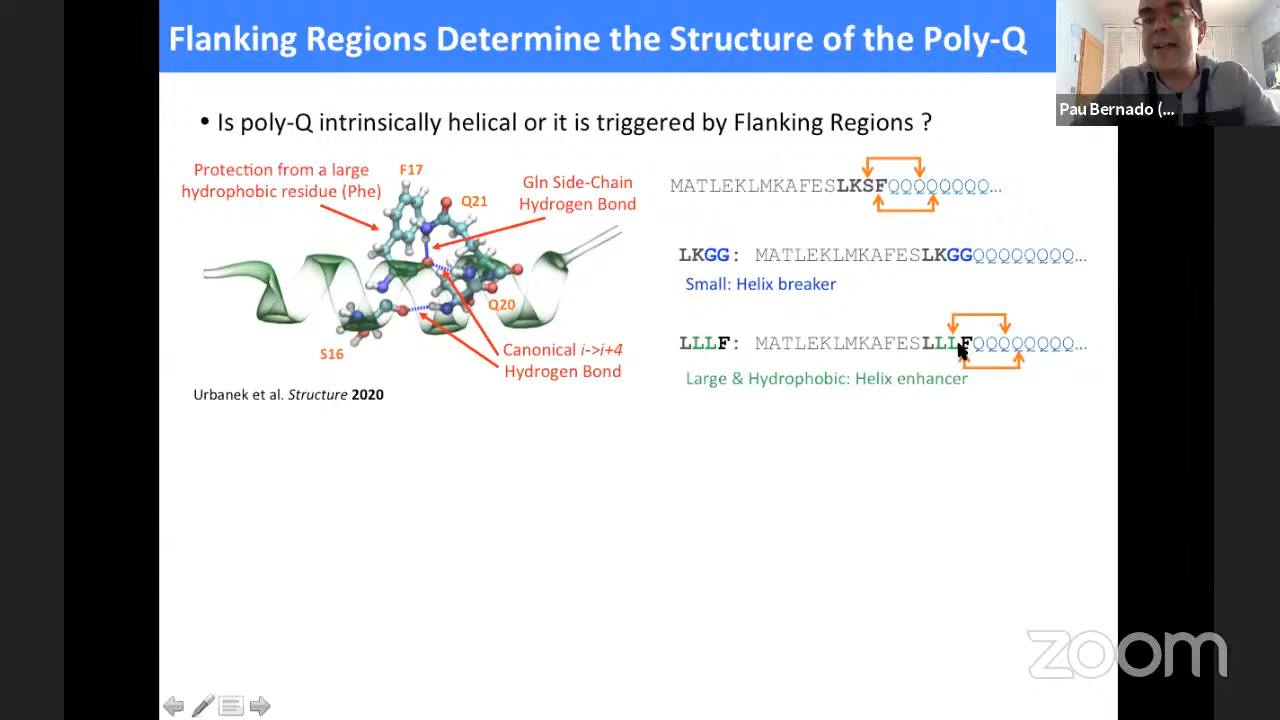 Flanking Regions Determine the Structure of the Poly-Q
Pau Bernado (...
• Is poly-Q intrinsically helical or it is triggered by Flanking Regions ?
Protection from a large
hydrophobic residue (Phe)
F17
Q21
Gln Side-Chain
Hydrogen Bond
Q20
S16
Canonical i->i+4
Hydrogen Bond
Urbanek et al. Structure 2020
MATLEKLMKAFESLKSFQQQQQQQQ...
LKGG: MATLEKLMKAFESLKGGQQQQQQQQ...
Small: Helix breaker
LLLF: MATLEKLMKAFESLLLFQQQQQQQQ...
Large & Hydrophobic: Helix enhancer
zoom